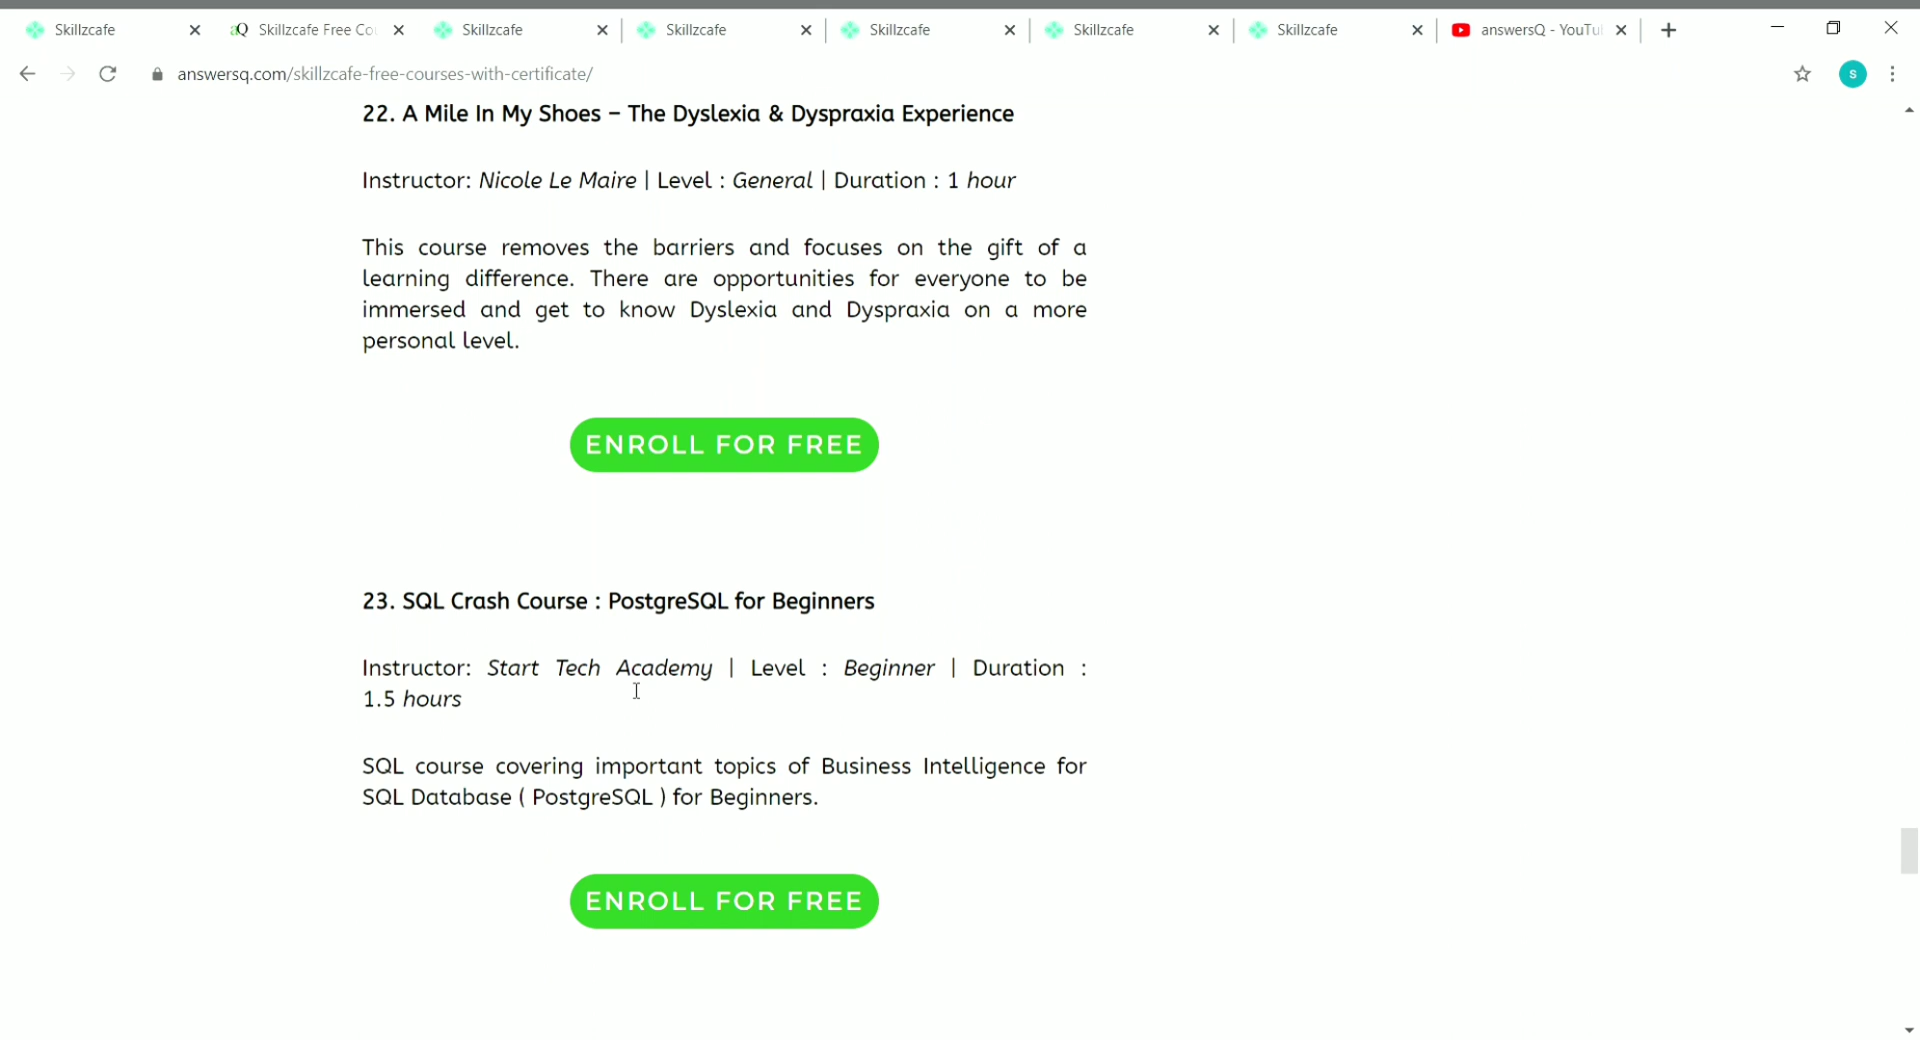 Skillzcafe
aQ Skillzcafe Free Cou
Skillzcafe
Skillzcafe
Skillzcafe
Skillzcafe
Skillzcafe
answersQ - YouTu
answersq.com/skillzcafe-free-courses-with-certificate/
S
22. A Mile In My Shoes – The Dyslexia & Dyspraxia Experience
Instructor: Nicole Le Maire | Level : General | Duration : 1 hour
This course removes the barriers and focuses on the gift of a
learning difference. There are opportunities for everyone to be
immersed and get to know Dyslexia and Dyspraxia on a more
personal level.
ENROLL FOR FREE
23. SQL Crash Course : PostgreSQL for Beginners
Instructor: Start Tech Academy | Level : Beginner | Duration :
1.5 hours
SQL course covering important topics of Business Intelligence for
SQL Database ( PostgreSQL ) for Beginners.
ENROLL FOR FREE